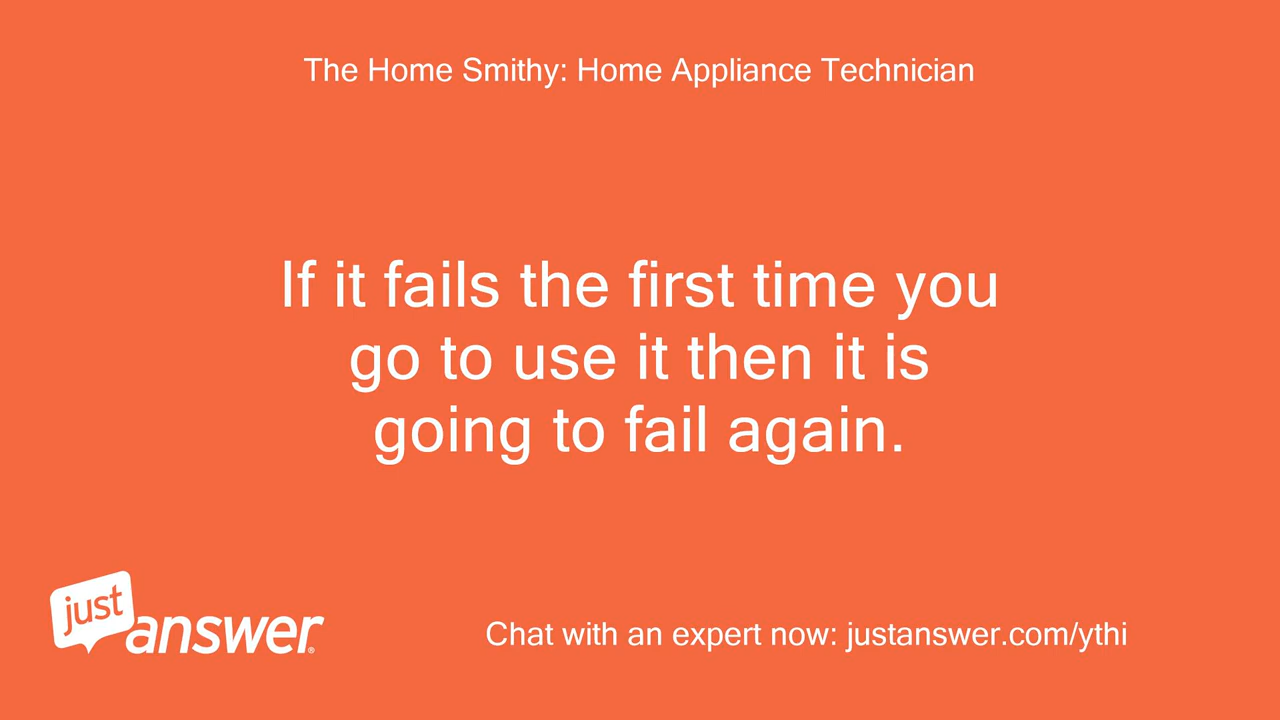 The Home Smithy: Home Appliance Technician
If it fails the first time you
go to use it then it is
going to fail again.
just
answer®
Chat with an expert now: justanswer.com/ythi